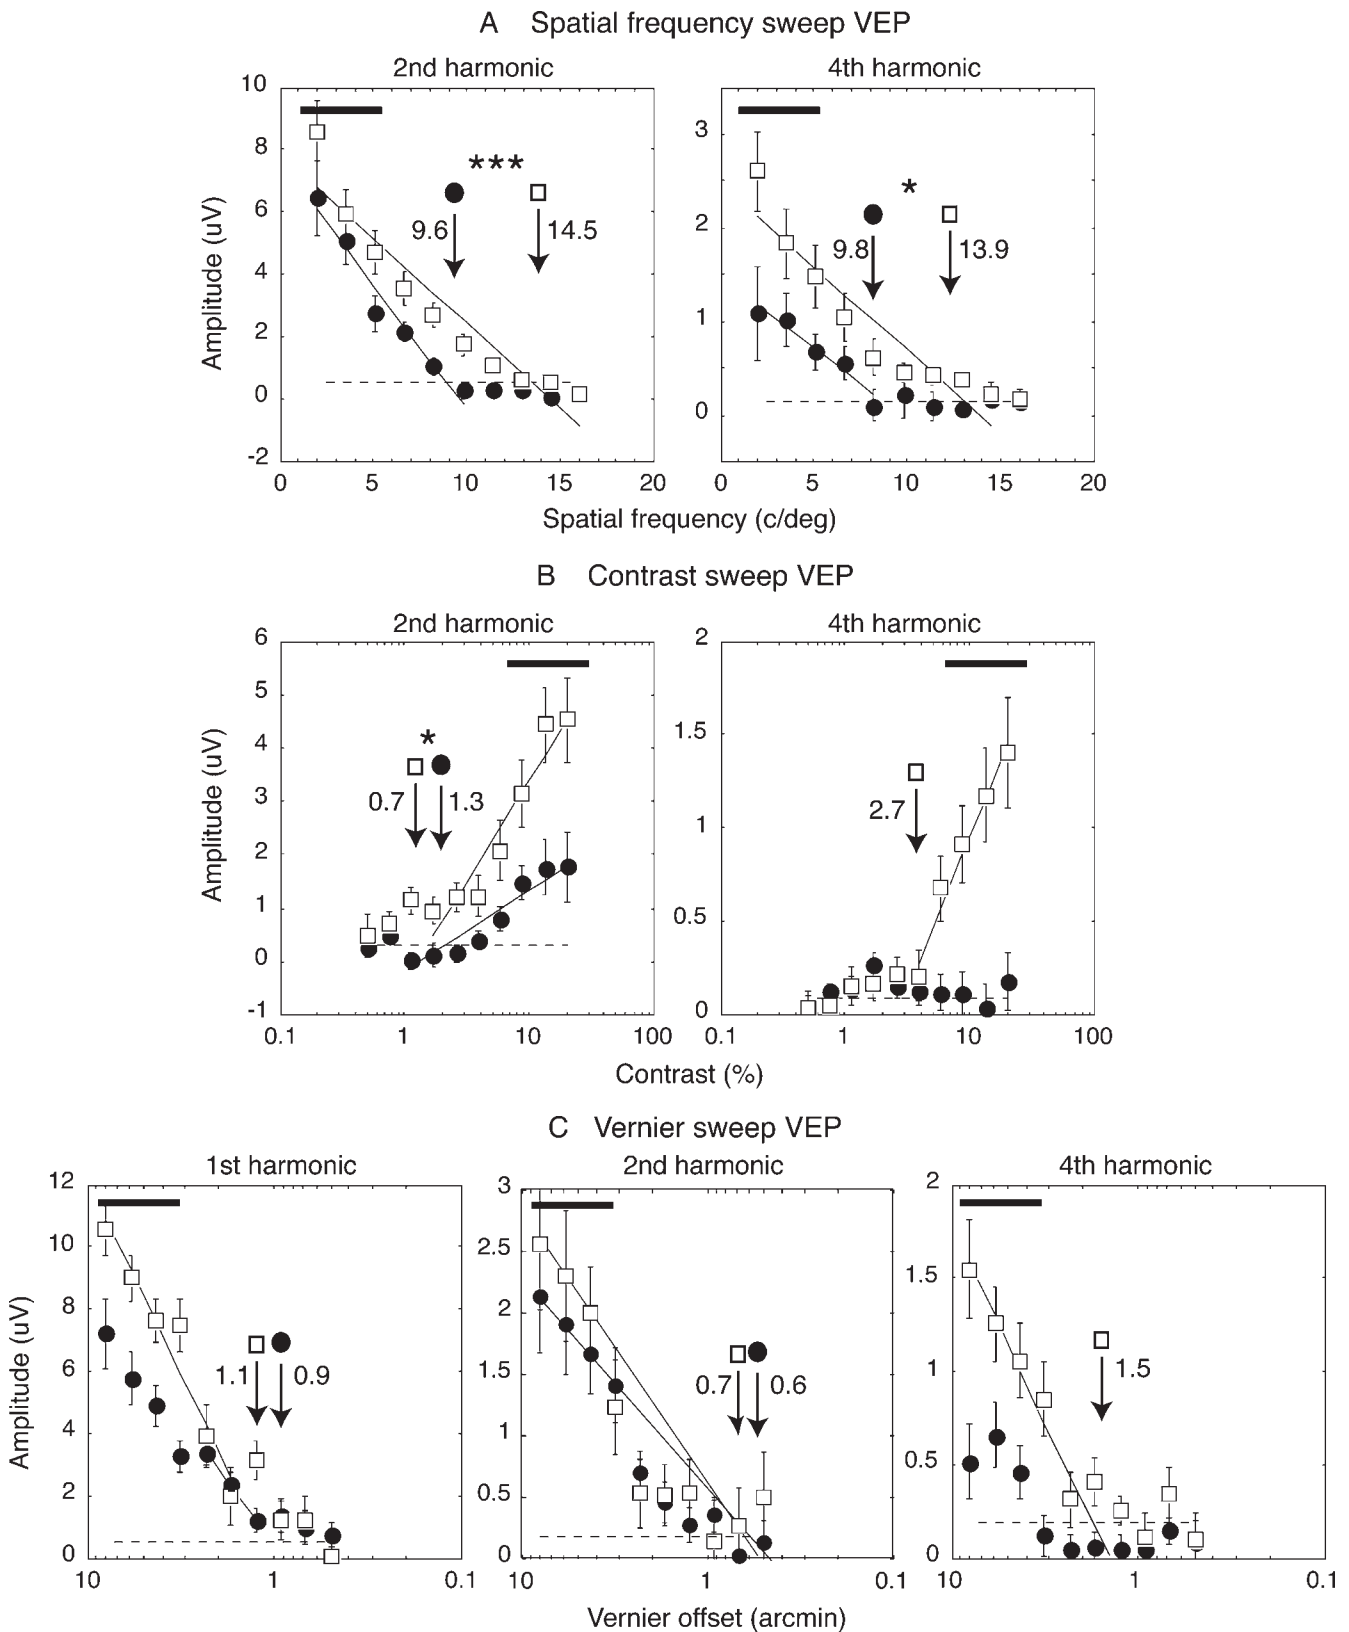 A Spatial frequency sweep VEP
2nd harmonic
4th harmonic
10
8
6
4
2
0
-2
Amplitude (uV)
***
9.6
14.5
0 5 10 15 20
3
2
1
0
*
9.8
13.9
0 5 10 15 20
Spatial frequency (c/deg)
B Contrast sweep VEP
2nd harmonic
4th harmonic
6
5
4
3
2
1
0
-1
Amplitude (uV)
*
0.7
1.3
0.1 1 10 100
2
1.5
1
0.5
0
2.7
0.1 1 10 100
Contrast (%)
C Vernier sweep VEP
1st harmonic
2nd harmonic
4th harmonic
12
10
8
6
4
2
0
Amplitude (uV)
1.1
0.9
10 1 0.1
3
2.5
2
1.5
1
0.5
0
0.7
0.6
10 1 0.1
2
1.5
1
0.5
0
1.5
10 1 0.1
Vernier offset (arcmin)